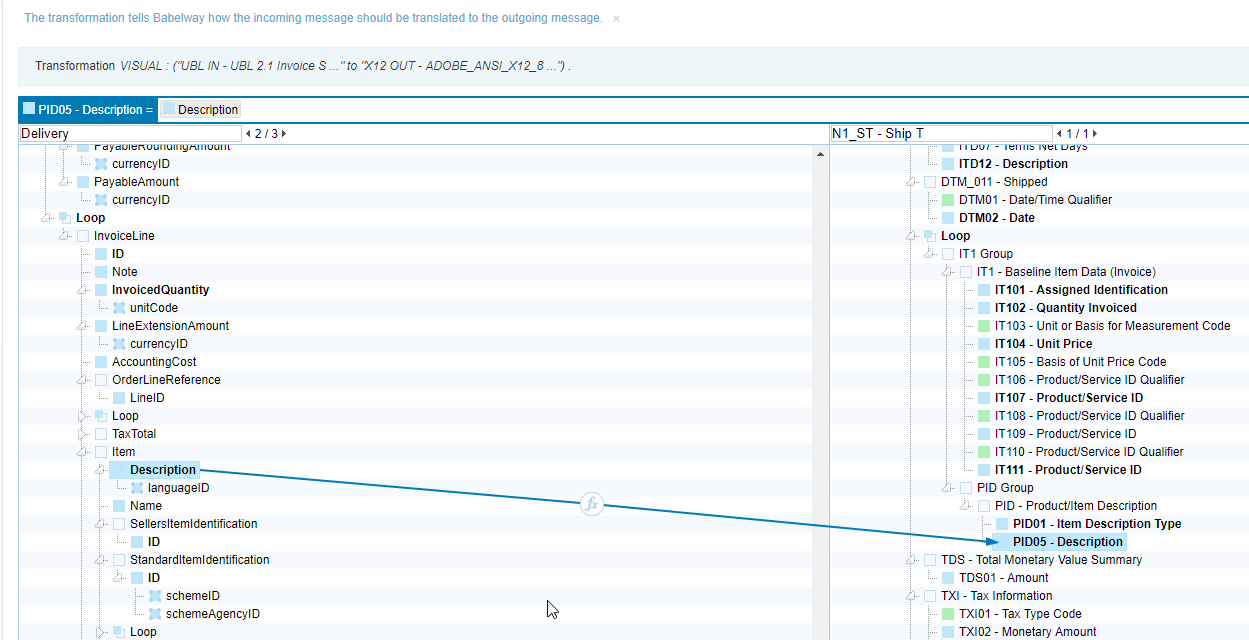 The transformation tells Babelway how the incoming message should be translated to the outgoing message. ×
Transformation VISUAL : ("UBL IN - UBL 2.1 Invoice S ..." to "X12 OUT - ADOBE_ANSI_X12_8 ...") .
PID05 - Description = Description
Delivery 2 / 3
PayableRoundingAmount
currencyID
PayableAmount
currencyID
Loop
InvoiceLine
ID
Note
InvoicedQuantity
unitCode
LineExtensionAmount
currencyID
AccountingCost
OrderLineReference
LineID
Loop
TaxTotal
Item
Description
languageID
Name
SellersItemIdentification
ID
StandardItemIdentification
ID
schemeID
schemeAgencyID
Loop
fx
N1_ST - Ship T 1 / 1
ITD07 - Terms Net Days
ITD12 - Description
DTM_011 - Shipped
DTM01 - Date/Time Qualifier
DTM02 - Date
Loop
IT1 Group
IT1 - Baseline Item Data (Invoice)
IT101 - Assigned Identification
IT102 - Quantity Invoiced
IT103 - Unit or Basis for Measurement Code
IT104 - Unit Price
IT105 - Basis of Unit Price Code
IT106 - Product/Service ID Qualifier
IT107 - Product/Service ID
IT108 - Product/Service ID Qualifier
IT109 - Product/Service ID
IT110 - Product/Service ID Qualifier
IT111 - Product/Service ID
PID Group
PID - Product/Item Description
PID01 - Item Description Type
PID05 - Description
TDS - Total Monetary Value Summary
TDS01 - Amount
TXI - Tax Information
TXI01 - Tax Type Code
TXI02 - Monetary Amount